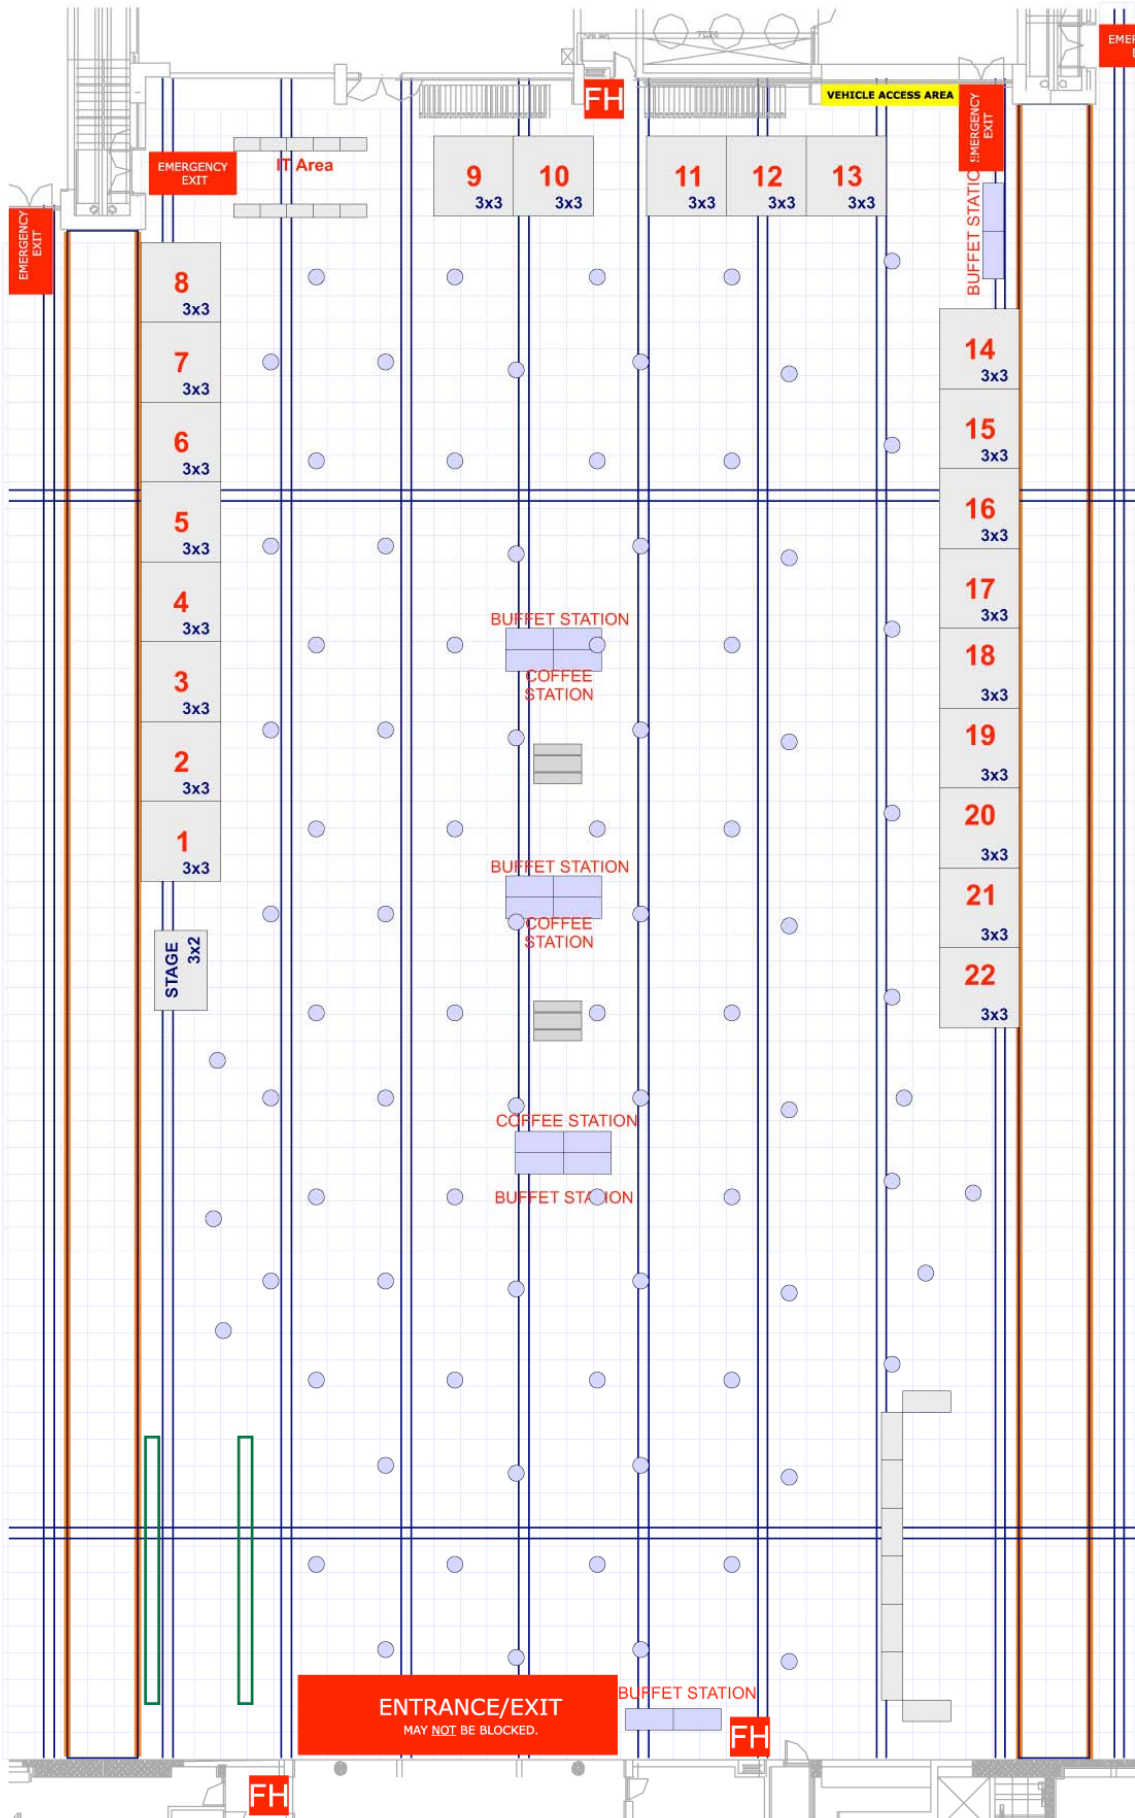 EMER
FH
VEHICLE ACCESS AREA
EMERGENCY
EXIT
EMERGENCY
EXIT
IT Area
9
3x3
10
3x3
11
3x3
12
3x3
13
3x3
BUFFET STATION
EMERGENCY
EXIT
8
3x3
7
3x3
6
3x3
5
3x3
4
3x3
3
3x3
2
3x3
1
3x3
STAGE
3x2
14
3x3
15
3x3
16
3x3
17
3x3
18
3x3
19
3x3
20
3x3
21
3x3
22
3x3
BUFFET STATION
COFFEE
STATION
BUFFET STATION
COFFEE
STATION
COFFEE STATION
BUFFET STATION
ENTRANCE/EXIT
MAY NOT BE BLOCKED.
BUFFET STATION
FH
FH